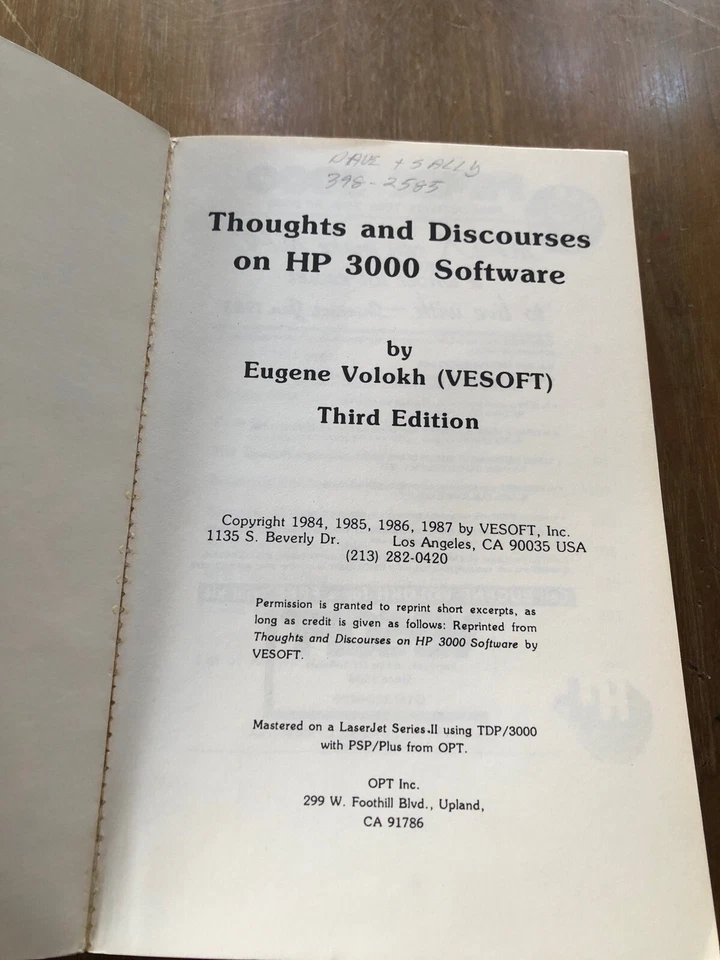 DAVE + SALLY
398-2585
Thoughts and Discourses
on HP 3000 Software
by
Eugene Volokh (VESOFT)
Third Edition
Copyright 1984, 1985, 1986, 1987 by VESOFT, Inc.
1135 S. Beverly Dr. Los Angeles, CA 90035 USA
(213) 282-0420
Permission is granted to reprint short excerpts, as
long as credit is given as follows: Reprinted from
Thoughts and Discourses on HP 3000 Software by
VESOFT.
Mastered on a LaserJet Series II using TDP/3000
with PSP/Plus from OPT.
OPT Inc.
299 W. Foothill Blvd., Upland,
CA 91786